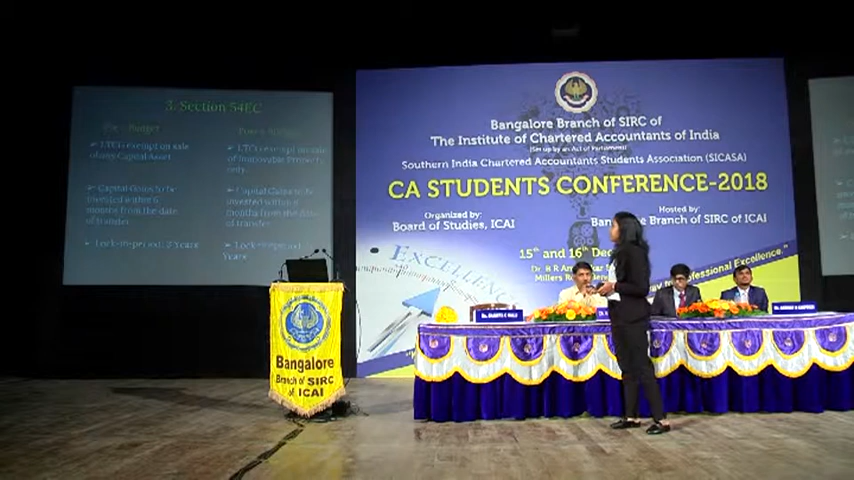 3. Section 54EC
Pre - Budget
LTCG exempt on sale
of any Capital Asset
LTCG exempt on sale
of Immovable Property
only.
Capital Gains to be
invested within 6
months from the date
of transfer
Capital Gains to be
invested within 6
months from the date
of transfer
Lock-in-period: 3 Years
Lock-in-period
Years
Bangalore Branch of SIRC of
The Institute of Chartered Accountants of India
(Set up by an Act of Parliament)
Southern India Chartered Accountants Students Association (SICASA)
CA STUDENTS CONFERENCE-2018
Organized by:
Board of Studies, ICAI
Hosted by:
Bangalore Branch of SIRC of ICAI
15th and 16th
Dr. B R
Millers
Professional Excellence."
EXCELLENCE
Bangalore
Branch of SIRC
of ICAI